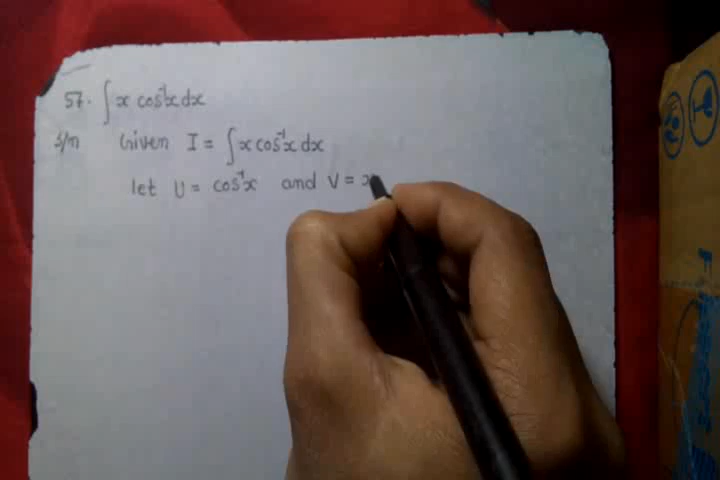 57. ∫x cos⁻¹x dx
S/n Given I = ∫x cos⁻¹x dx
let U = cos⁻¹x and V = x